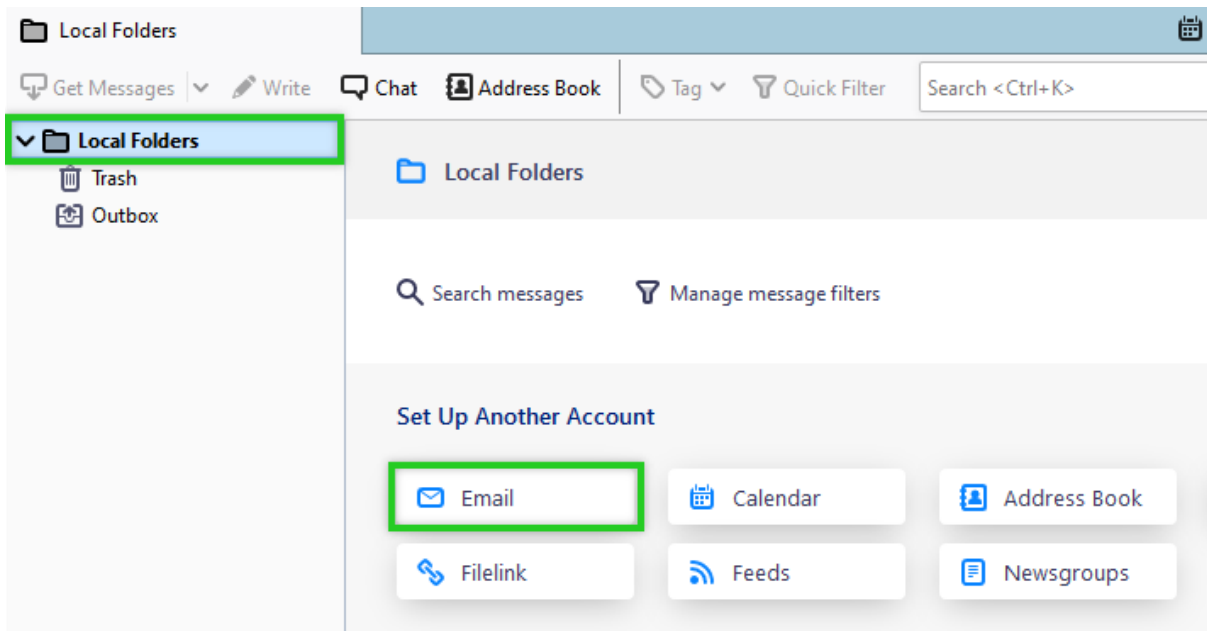 Local Folders
Get Messages Write Chat Address Book Tag Quick Filter Search <Ctrl+K>
Local Folders
Trash
Outbox
Local Folders
Search messages Manage message filters
Set Up Another Account
Email Calendar Address Book
Filelink Feeds Newsgroups